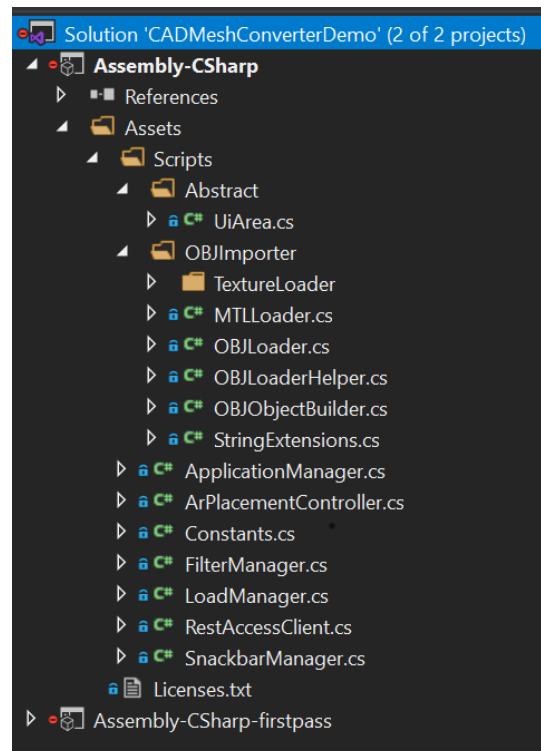 Solution 'CADMeshConverterDemo' (2 of 2 projects)
Assembly-CSharp
References
Assets
Scripts
Abstract
C# UiArea.cs
OBJImporter
TextureLoader
C# MTLLoader.cs
C# OBJLoader.cs
C# OBJLoaderHelper.cs
C# OBJObjectBuilder.cs
C# StringExtensions.cs
C# ApplicationManager.cs
C# ArPlacementController.cs
C# Constants.cs
C# FilterManager.cs
C# LoadManager.cs
C# RestAccessClient.cs
C# SnackbarManager.cs
Licenses.txt
Assembly-CSharp-firstpass